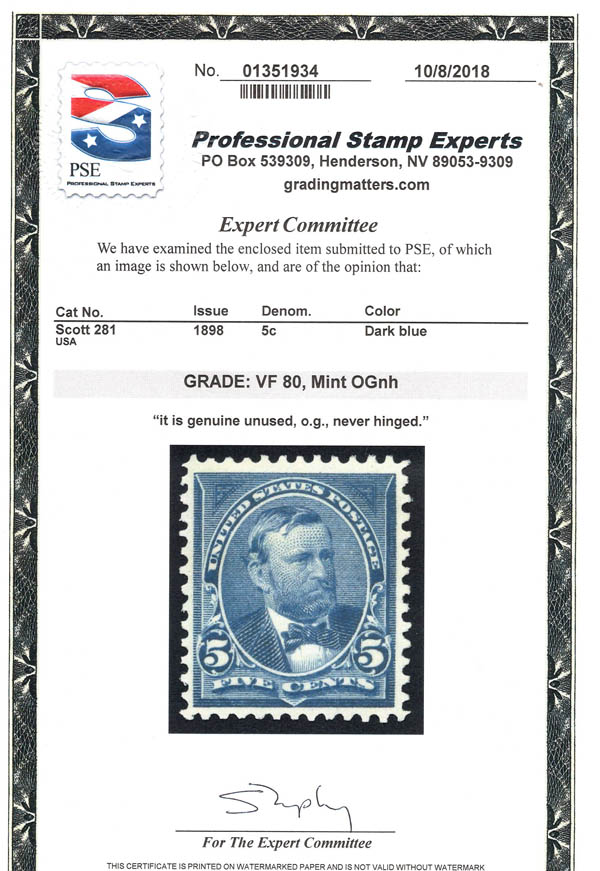 No. 01351934 10/8/2018
PSE
PROFESSIONAL STAMP EXPERTS
Professional Stamp Experts
PO Box 539309, Henderson, NV 89053-9309
gradingmatters.com
Expert Committee
We have examined the enclosed item submitted to PSE, of which
an image is shown below, and are of the opinion that:
Cat No. Issue Denom. Color
Scott 281 1898 5c Dark blue
USA
GRADE: VF 80, Mint OGnh
“it is genuine unused, o.g., never hinged.”
UNITED STATES POSTAGE
5 5
FIVE CENTS
For The Expert Committee
THIS CERTIFICATE IS PRINTED ON WATERMARKED PAPER AND IS NOT VALID WITHOUT WATERMARK